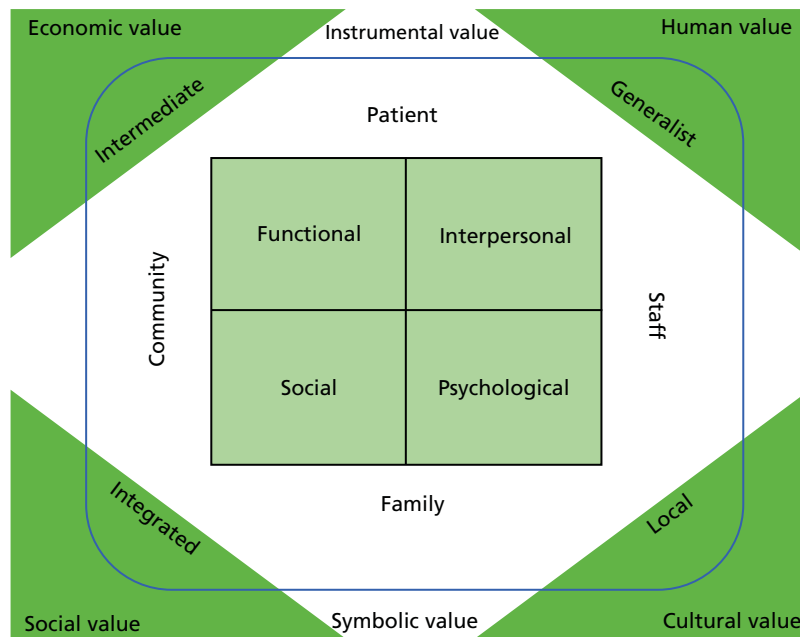 Economic value
Instrumental value
Human value
Intermediate
Generalist
Patient
Functional
Interpersonal
Community
Staff
Social
Psychological
Family
Integrated
Local
Social value
Symbolic value
Cultural value